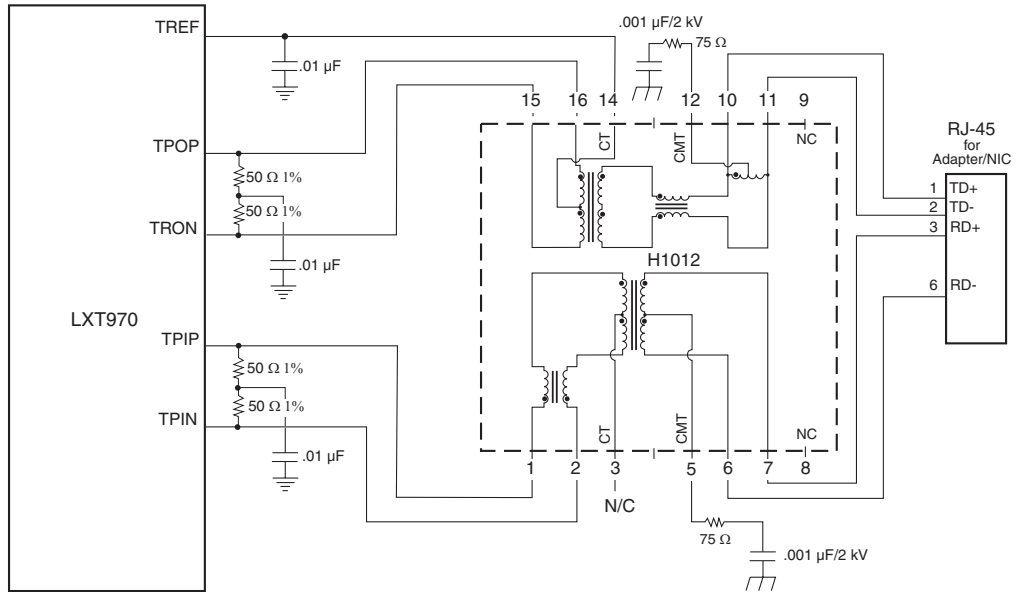 TREF
.01 µF
.001 µF/2 kV
75 Ω
15 16 14 12 10 11 9
CT
CMT
NC
RJ-45
for
Adapter/NIC
TPOP
50 Ω 1%
50 Ω 1%
TRON
.01 µF
1 TD+
2 TD-
3 RD+
6 RD-
H1012
LXT970
TPIP
50 Ω 1%
50 Ω 1%
TPIN
.01 µF
CT
CMT
NC
1 2 3 5 6 7 8
N/C
75 Ω
.001 µF/2 kV